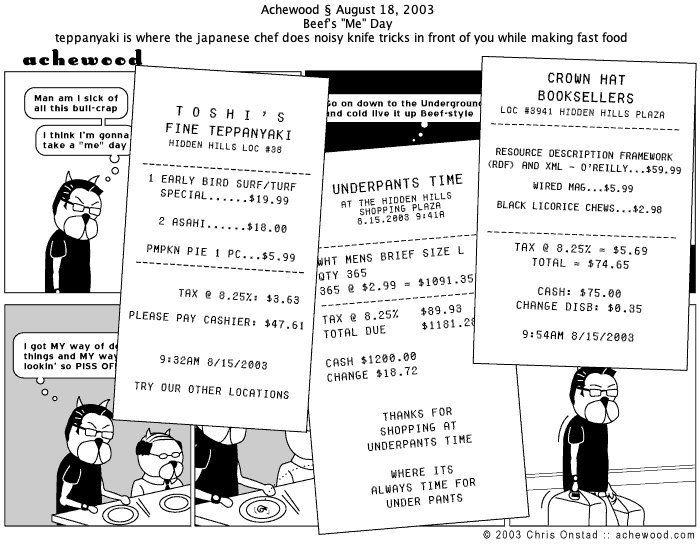 Achewood § August 18, 2003
Beef's "Me" Day
teppanyaki is where the japanese chef does noisy knife tricks in front of you while making fast food
achewood
Man am I sick of
all this bull-crap
I think I'm gonna
take a "me" day
TOSHI'S
FINE TEPPANYAKI
HIDDEN HILLS LOC #38
1 EARLY BIRD SURF/TURF
SPECIAL......$19.99
2 ASAHI......$18.00
PMPKN PIE 1 PC...$5.99
TAX @ 8.25%: $3.63
PLEASE PAY CASHIER: $47.61
9:32AM 8/15/2003
TRY OUR OTHER LOCATIONS
Go on down to the Underground
and cold live it up Beef-style
UNDERPANTS TIME
AT THE HIDDEN HILLS
SHOPPING PLAZA
8.15.2003 9:41A
WHT MENS BRIEF SIZE L
QTY 365
365 @ $2.99 = $1091.35
TAX @ 8.25% $89.93
TOTAL DUE $1181.28
CASH $1200.00
CHANGE $18.72
THANKS FOR
SHOPPING AT
UNDERPANTS TIME
WHERE ITS
ALWAYS TIME FOR
UNDER PANTS
CROWN HAT
BOOKSELLERS
LOC #8941 HIDDEN HILLS PLAZA
RESOURCE DESCRIPTION FRAMEWORK
(RDF) AND XML - O'REILLY...$59.99
WIRED MAG...$5.99
BLACK LICORICE CHEWS...$2.98
TAX @ 8.25% = $5.69
TOTAL = $74.65
CASH: $75.00
CHANGE DISB: $0.35
9:54AM 8/15/2003
I got MY way of do
things and MY way
lookin' so PISS OF
© 2003 Chris Onstad :: achewood.com